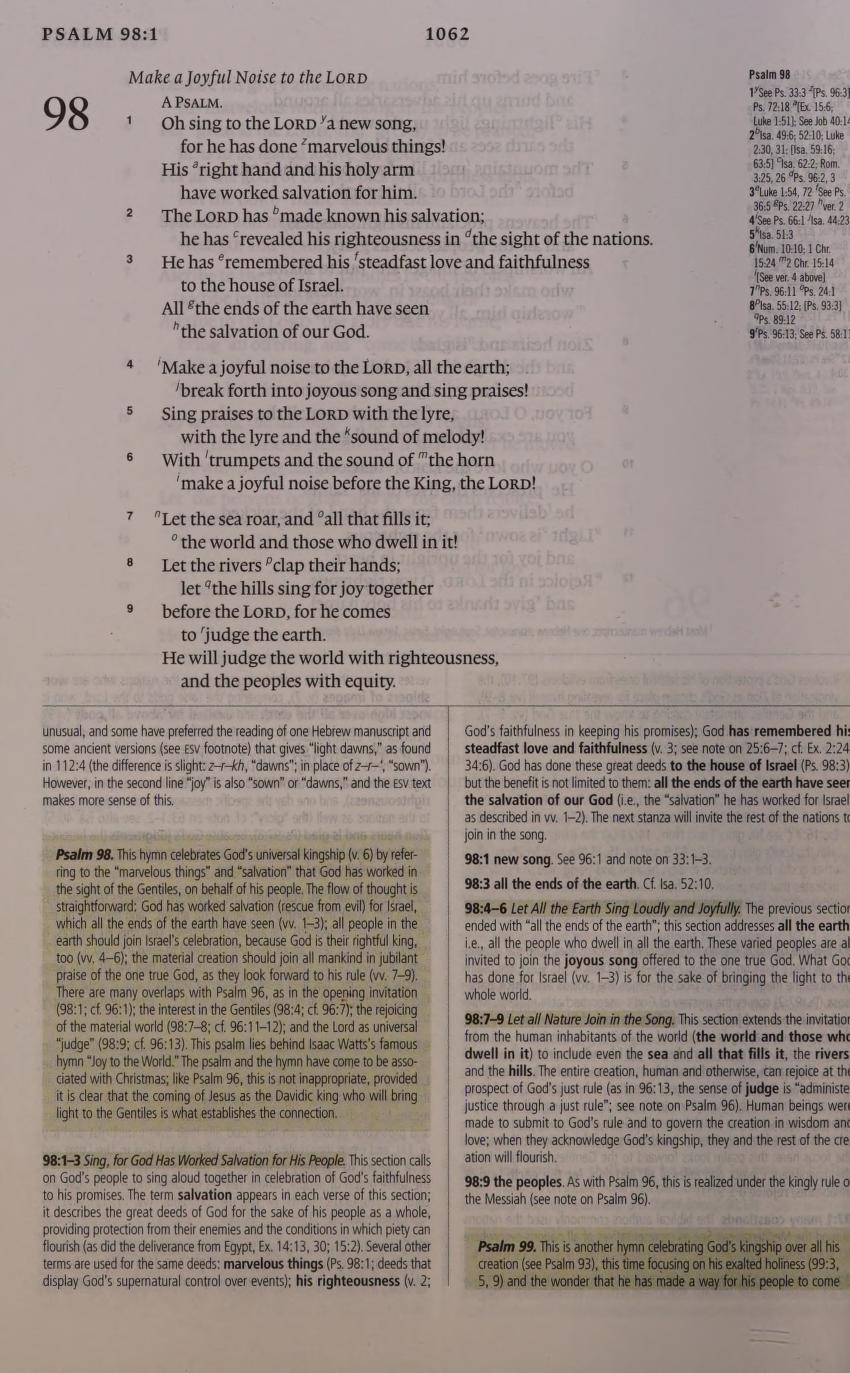 PSALM 98:1
1062
Make a Joyful Noise to the LORD
98
A PSALM.
1 Oh sing to the LORD ya new song,
for he has done zmarvelous things!
His aright hand and his holy arm
have worked salvation for him.
2 The LORD has bmade known his salvation;
he has crevealed his righteousness in dthe sight of the nations.
3 He has eremembered his fsteadfast love and faithfulness
to the house of Israel.
All gthe ends of the earth have seen
hthe salvation of our God.
4 iMake a joyful noise to the LORD, all the earth;
jbreak forth into joyous song and sing praises!
5 Sing praises to the LORD with the lyre,
with the lyre and the ksound of melody!
6 With ltrumpets and the sound of mthe horn
imake a joyful noise before the King, the LORD!
7 nLet the sea roar, and oall that fills it;
othe world and those who dwell in it!
8 Let the rivers pclap their hands;
let qthe hills sing for joy together
9 before the LORD, for he comes
to rjudge the earth.
He will judge the world with righteousness,
and the peoples with equity.
Psalm 98
1 ySee Ps. 33:3 z[Ps. 96:3]
Ps. 72:18 a[Ex. 15:6;
Luke 1:51]; See Job 40:14
2 bIsa. 49:6; 52:10; Luke
2:30, 31; [Isa. 59:16;
63:5] cIsa. 62:2; Rom.
3:25, 26 dPs. 96:2, 3
3 eLuke 1:54, 72 fSee Ps.
36:5 gPs. 22:27 hver. 2
4 iSee Ps. 66:1 jIsa. 44:23
5 kIsa. 51:3
6 lNum. 10:10; 1 Chr.
15:24 m2 Chr. 15:14
i[See ver. 4 above]
7 nPs. 96:11 oPs. 24:1
8 pIsa. 55:12; [Ps. 93:3]
qPs. 89:12
9 rPs. 96:13; See Ps. 58:11
unusual, and some have preferred the reading of one Hebrew manuscript and
some ancient versions (see ESV footnote) that gives “light dawns,” as found
in 112:4 (the difference is slight: z-r-kh, “dawns”; in place of z-r-‘, “sown”).
However, in the second line “joy” is also “sown” or “dawns,” and the ESV text
makes more sense of this.
Psalm 98. This hymn celebrates God’s universal kingship (v. 6) by refer-
ring to the “marvelous things” and “salvation” that God has worked in
the sight of the Gentiles, on behalf of his people. The flow of thought is
straightforward: God has worked salvation (rescue from evil) for Israel,
which all the ends of the earth have seen (vv. 1–3); all people in the
earth should join Israel’s celebration, because God is their rightful king,
too (vv. 4–6); the material creation should join all mankind in jubilant
praise of the one true God, as they look forward to his rule (vv. 7–9).
There are many overlaps with Psalm 96, as in the opening invitation
(98:1; cf. 96:1); the interest in the Gentiles (98:4; cf. 96:7); the rejoicing
of the material world (98:7–8; cf. 96:11–12); and the Lord as universal
“judge” (98:9; cf. 96:13). This psalm lies behind Isaac Watts’s famous
hymn “Joy to the World.” The psalm and the hymn have come to be asso-
ciated with Christmas; like Psalm 96, this is not inappropriate, provided
it is clear that the coming of Jesus as the Davidic king who will bring
light to the Gentiles is what establishes the connection.
98:1–3 Sing, for God Has Worked Salvation for His People. This section calls
on God’s people to sing aloud together in celebration of God’s faithfulness
to his promises. The term salvation appears in each verse of this section;
it describes the great deeds of God for the sake of his people as a whole,
providing protection from their enemies and the conditions in which piety can
flourish (as did the deliverance from Egypt, Ex. 14:13, 30; 15:2). Several other
terms are used for the same deeds: marvelous things (Ps. 98:1; deeds that
display God’s supernatural control over events); his righteousness (v. 2;
God’s faithfulness in keeping his promises); God has remembered his
steadfast love and faithfulness (v. 3; see note on 25:6–7; cf. Ex. 2:24
34:6). God has done these great deeds to the house of Israel (Ps. 98:3)
but the benefit is not limited to them: all the ends of the earth have seen
the salvation of our God (i.e., the “salvation” he has worked for Israel
as described in vv. 1–2). The next stanza will invite the rest of the nations to
join in the song.
98:1 new song. See 96:1 and note on 33:1–3.
98:3 all the ends of the earth. Cf. Isa. 52:10.
98:4–6 Let All the Earth Sing Loudly and Joyfully. The previous section
ended with “all the ends of the earth”; this section addresses all the earth
i.e., all the people who dwell in all the earth. These varied peoples are al
invited to join the joyous song offered to the one true God. What God
has done for Israel (vv. 1–3) is for the sake of bringing the light to the
whole world.
98:7–9 Let all Nature Join in the Song. This section extends the invitation
from the human inhabitants of the world (the world and those who
dwell in it) to include even the sea and all that fills it, the rivers
and the hills. The entire creation, human and otherwise, can rejoice at the
prospect of God’s just rule (as in 96:13, the sense of judge is “administe
justice through a just rule”; see note on Psalm 96). Human beings were
made to submit to God’s rule and to govern the creation in wisdom and
love; when they acknowledge God’s kingship, they and the rest of the cre
ation will flourish.
98:9 the peoples. As with Psalm 96, this is realized under the kingly rule o
the Messiah (see note on Psalm 96).
Psalm 99. This is another hymn celebrating God’s kingship over all his
creation (see Psalm 93), this time focusing on his exalted holiness (99:3,
5, 9) and the wonder that he has made a way for his people to come